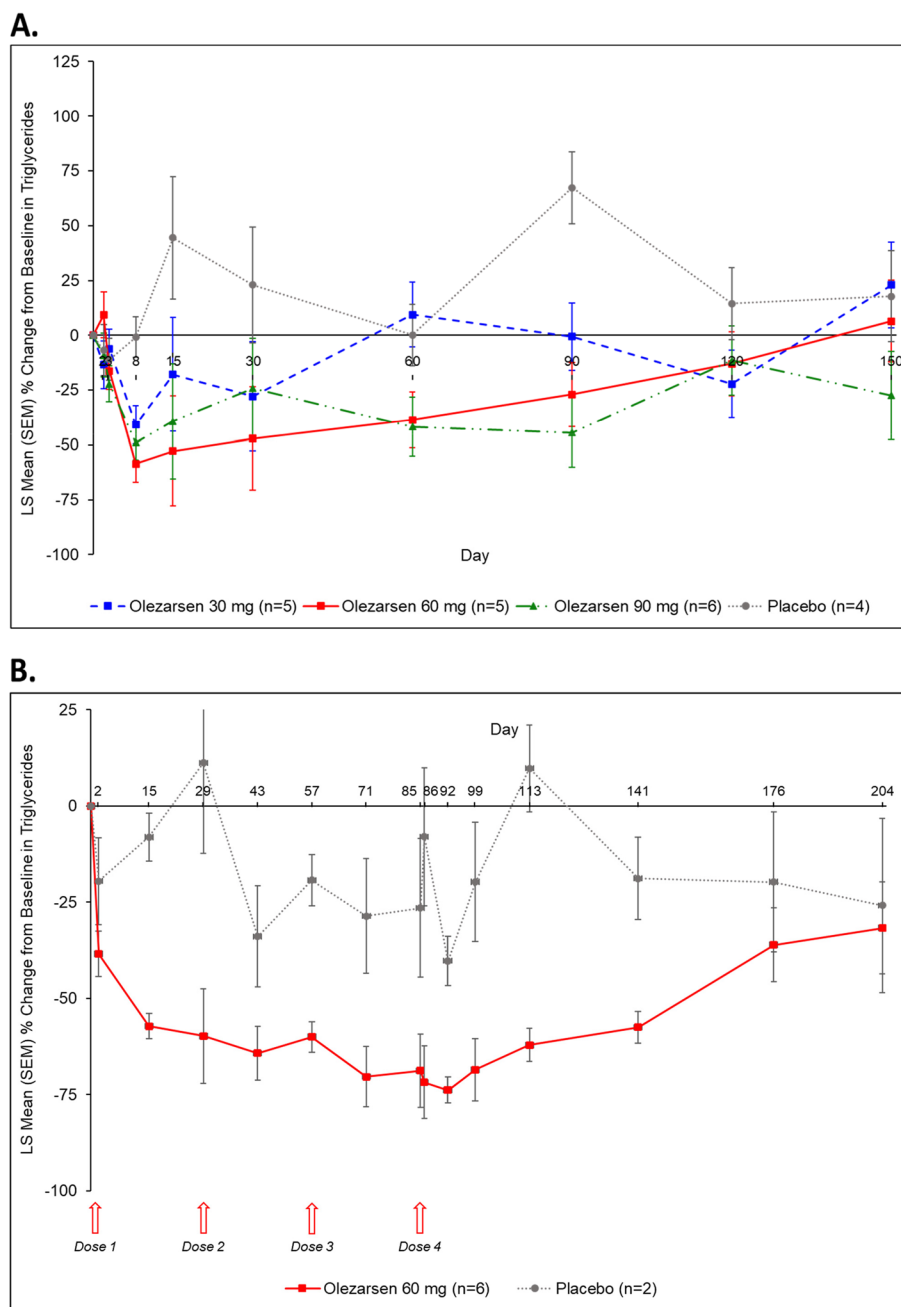 A.
LS Mean (SEM) % Change from Baseline in Triglycerides
125
100
75
50
25
0
-25
-50
-75
-100
2 3 8 15 30 60 90 120 150
Day
Olezarsen 30 mg (n=5) Olezarsen 60 mg (n=5) Olezarsen 90 mg (n=6) Placebo (n=4)
B.
LS Mean (SEM) % Change from Baseline in Triglycerides
25
0
-25
-50
-75
-100
Day
2 15 29 43 57 71 85 86 92 99 113 141 176 204
Dose 1 Dose 2 Dose 3 Dose 4
Olezarsen 60 mg (n=6) Placebo (n=2)